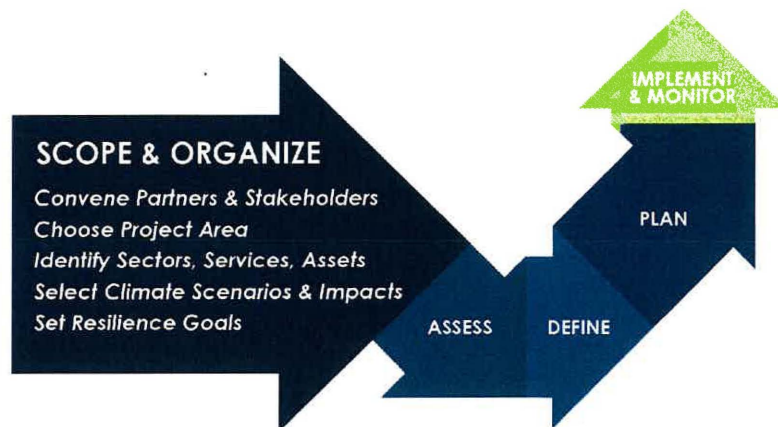 SCOPE & ORGANIZE
Convene Partners & Stakeholders
Choose Project Area
Identify Sectors, Services, Assets
Select Climate Scenarios & Impacts
Set Resilience Goals
ASSESS
DEFINE
PLAN
IMPLEMENT
& MONITOR